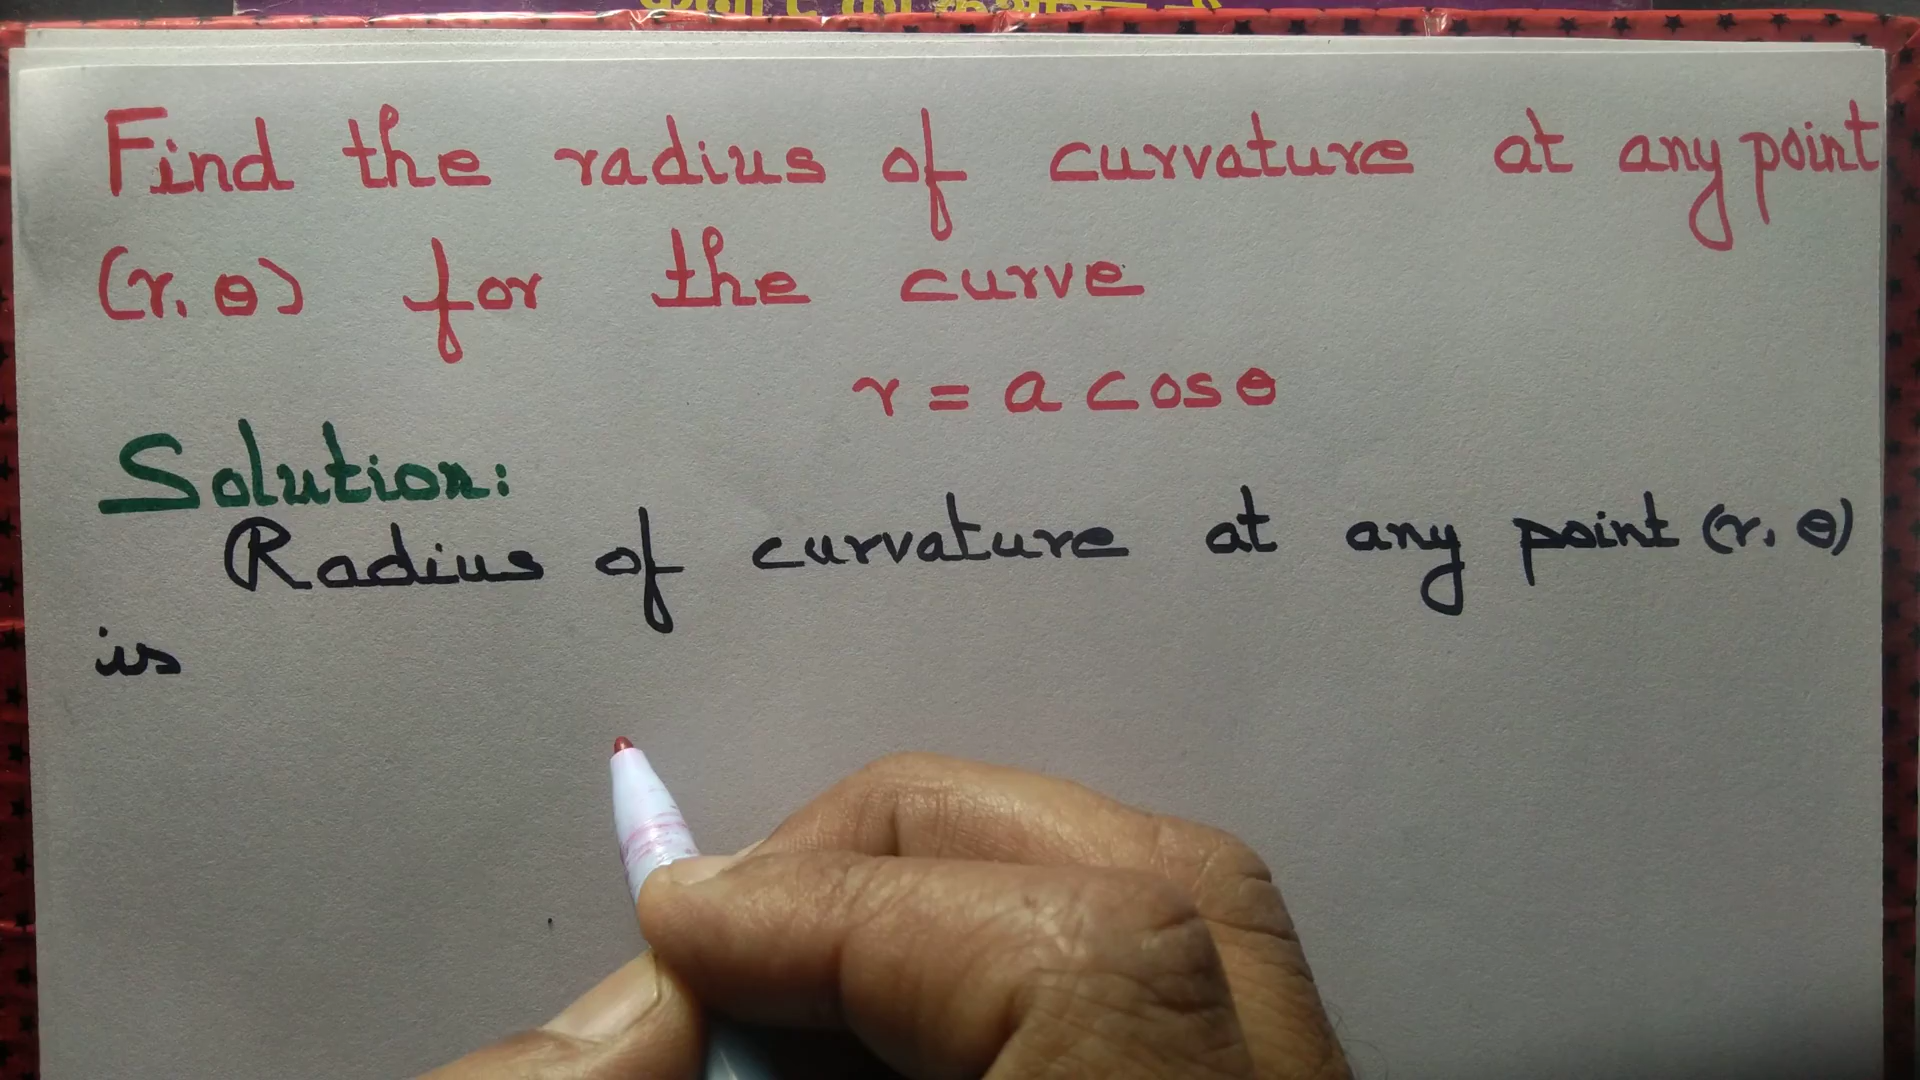 Find the radius of curvature at any point
(r, θ) for the curve
r = a cos θ
Solution:
Radius of curvature at any point (r, θ)
is